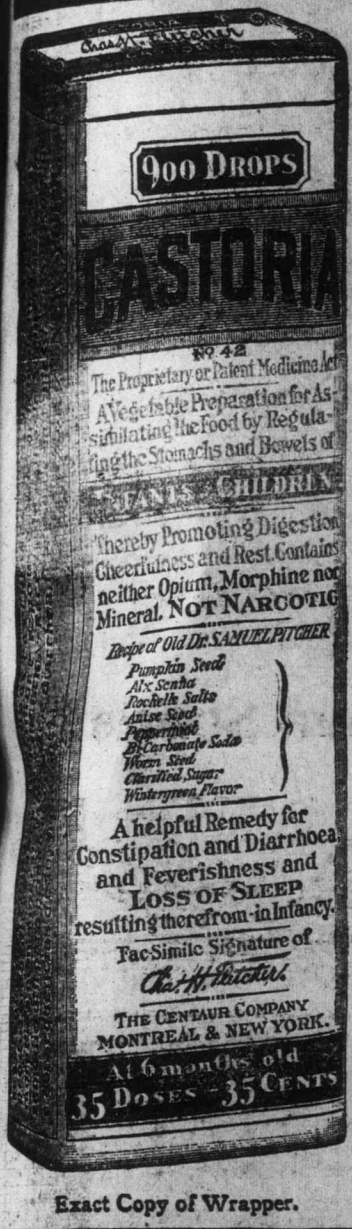 Chas. H. Fletcher
900 DROPS
CASTORIA
No 42
The Proprietary or Patent Medicine Act
A Vegetable Preparation for As-
similating the Food by Regula-
ting the Stomachs and Bowels of
INFANTS CHILDREN
Thereby Promoting Digestion
Cheerfulness and Rest. Contains
neither Opium, Morphine nor
Mineral. NOT NARCOTIC
Recipe of Old Dr. SAMUEL PITCHER
Pumpkin Seed
Alx Senna
Rochelle Salts
Anise Seed
Peppermint
Bi-Carbonate Soda
Worm Seed
Clarified Sugar
Wintergreen Flavor
A helpful Remedy for
Constipation and Diarrhoea,
and Feverishness and
LOSS OF SLEEP
resulting therefrom in Infancy.
Fac-Simile Signature of
Chas. H. Fletcher.
THE CENTAUR COMPANY
MONTREAL & NEW YORK.
At 6 months old
35 DOSES - 35 CENTS
Exact Copy of Wrapper.